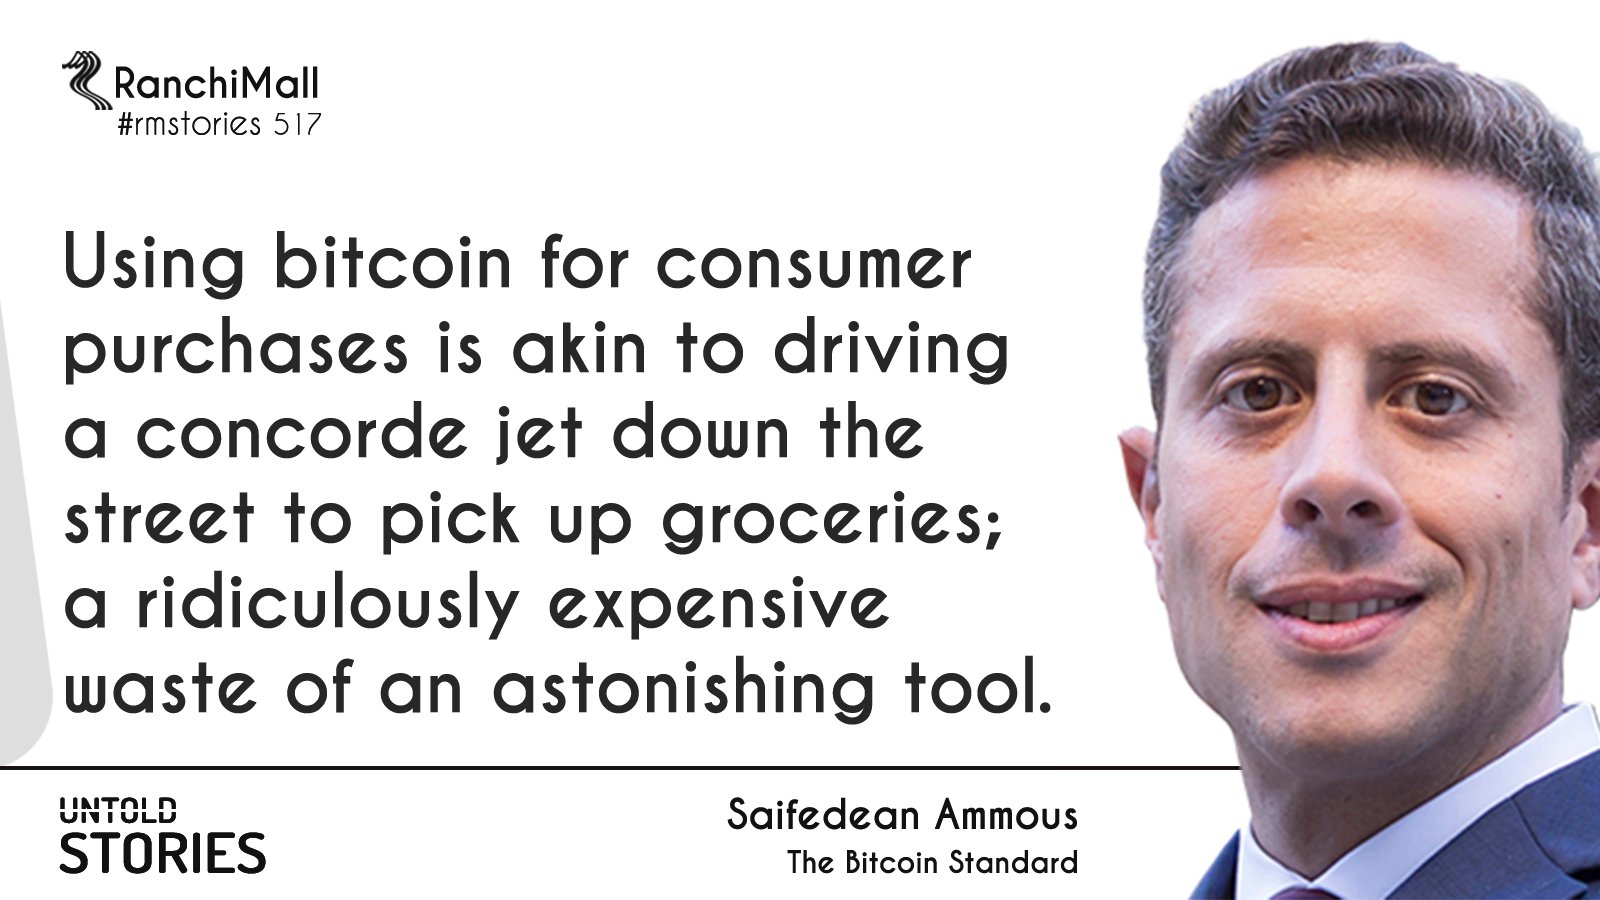 RanchiMall
#rmstories 517
Using bitcoin for consumer
purchases is akin to driving
a concorde jet down the
street to pick up groceries;
a ridiculously expensive
waste of an astonishing tool.
UNTOLD
STORIES
Saifedean Ammous
The Bitcoin Standard